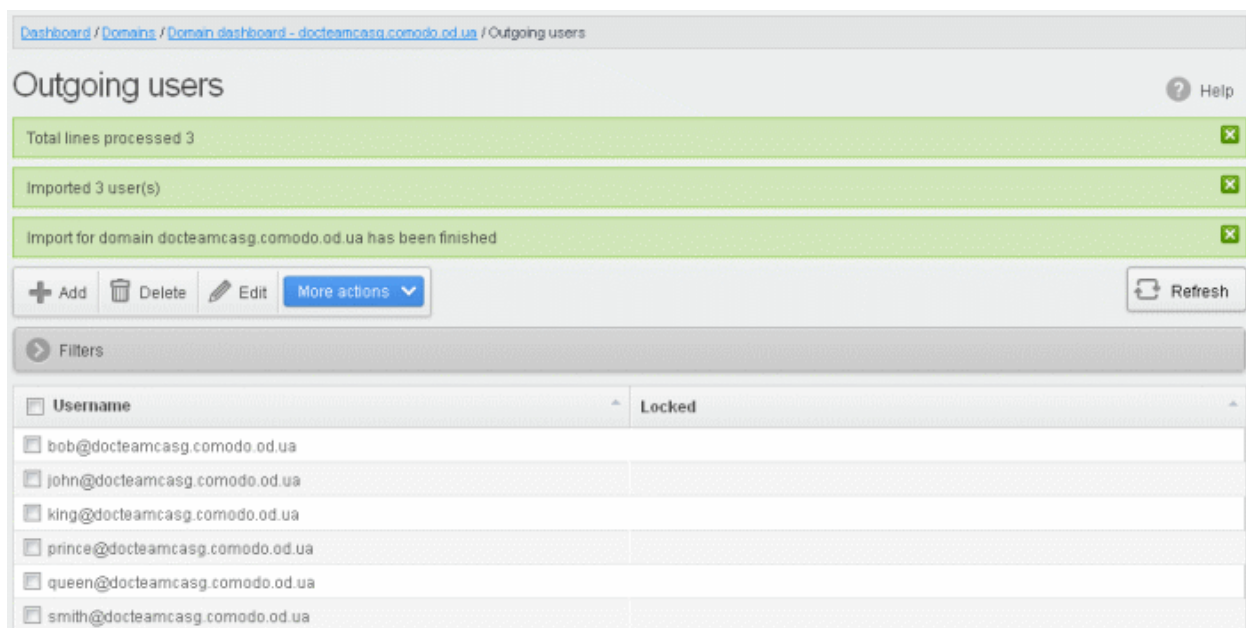 Dashboard / Domains / Domain dashboard - docteamcasg.comodo.od.ua / Outgoing users
Outgoing users
Help
Total lines processed 3
Imported 3 user(s)
Import for domain docteamcasg.comodo.od.ua has been finished
Add Delete Edit More actions Refresh
Filters
Username Locked
bob@docteamcasg.comodo.od.ua
john@docteamcasg.comodo.od.ua
king@docteamcasg.comodo.od.ua
prince@docteamcasg.comodo.od.ua
queen@docteamcasg.comodo.od.ua
smith@docteamcasg.comodo.od.ua